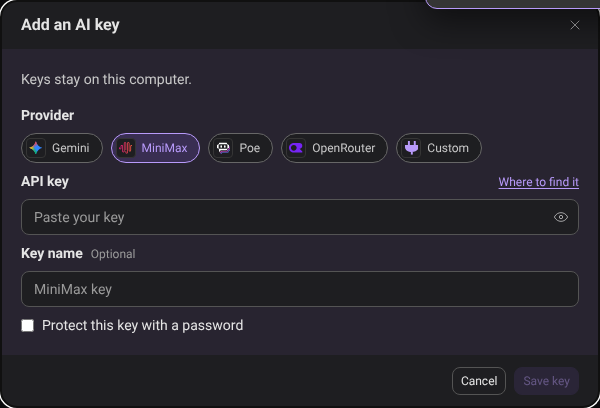 Add an AI key
Keys stay on this computer.
Provider
Gemini MiniMax Poe OpenRouter Custom
API key Where to find it
Paste your key
Key name Optional
MiniMax key
Protect this key with a password
Cancel Save key